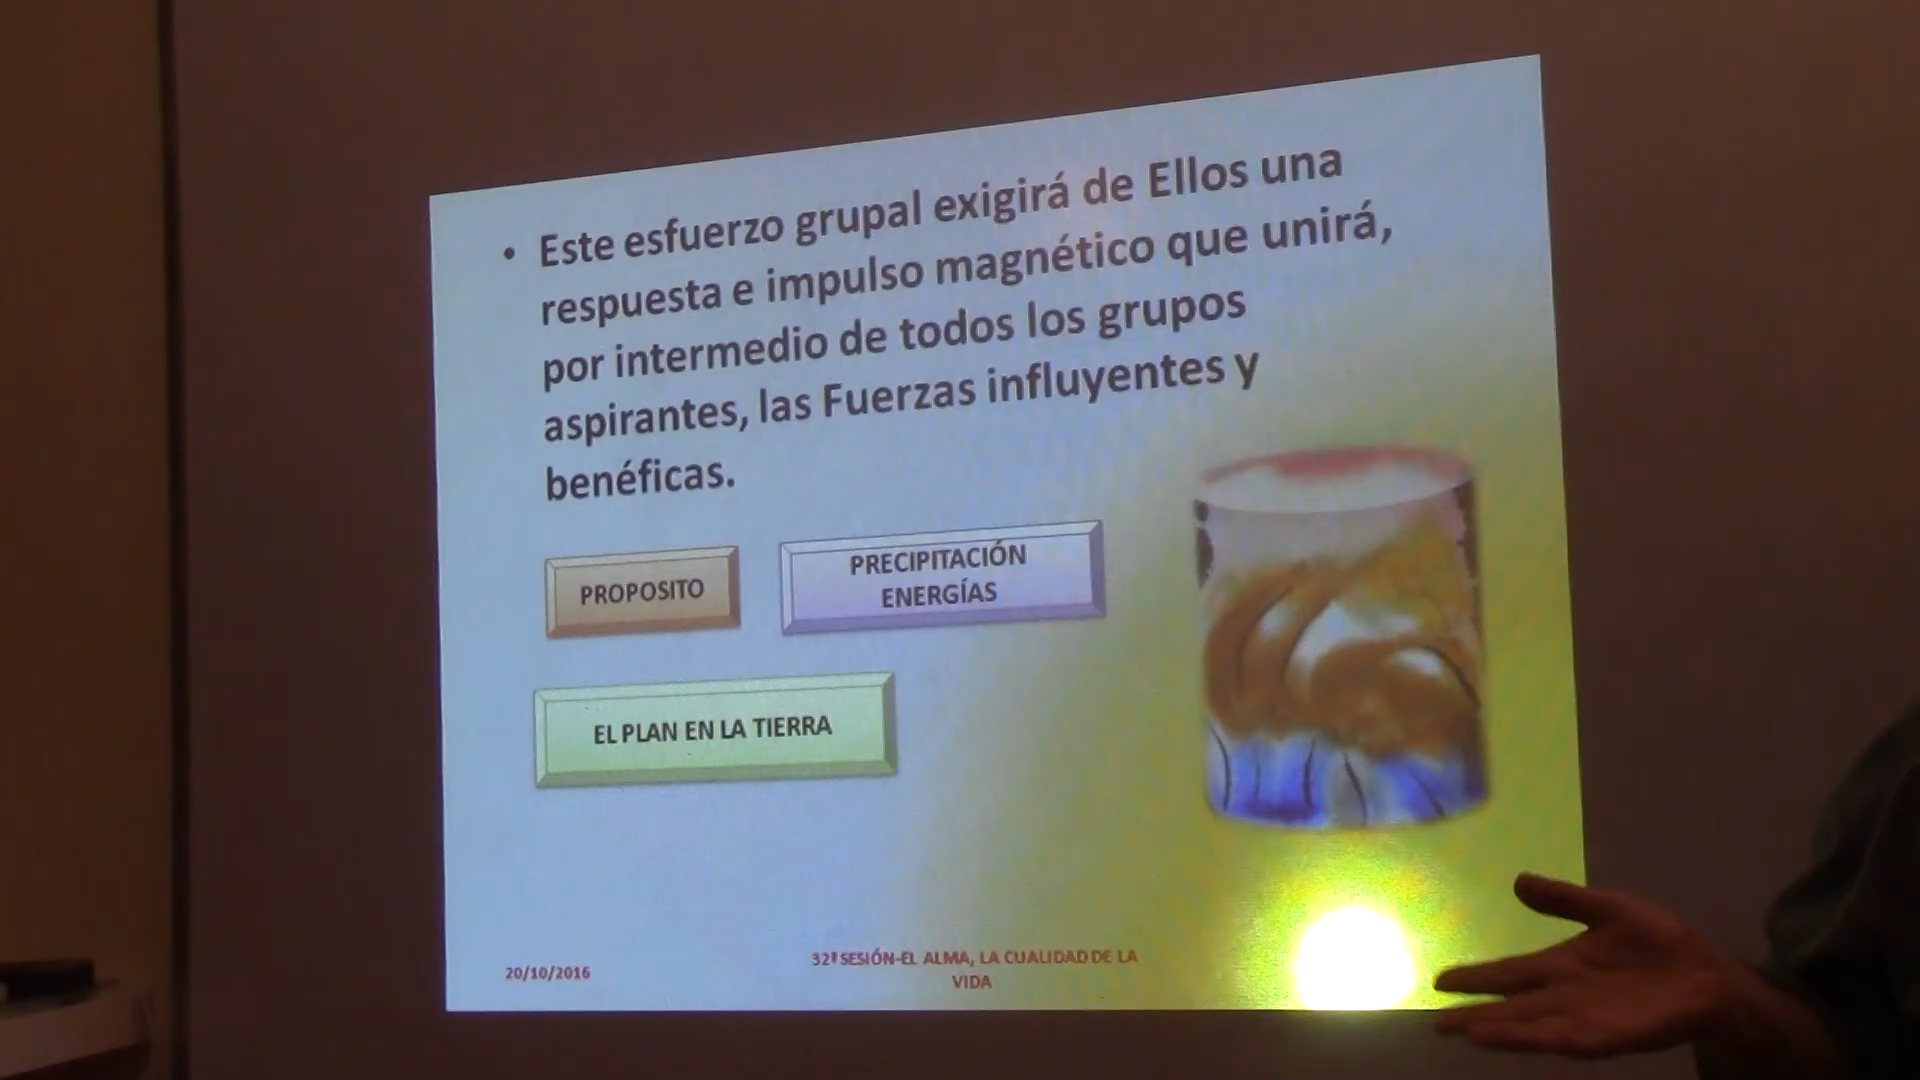 • Este esfuerzo grupal exigirá de Ellos una
respuesta e impulso magnético que unirá,
por intermedio de todos los grupos
aspirantes, las Fuerzas influyentes y
benéficas.
PROPOSITO
PRECIPITACIÓN
ENERGÍAS
EL PLAN EN LA TIERRA
20/10/2016
32ª SESIÓN-EL ALMA, LA CUALIDAD DE LA
VIDA